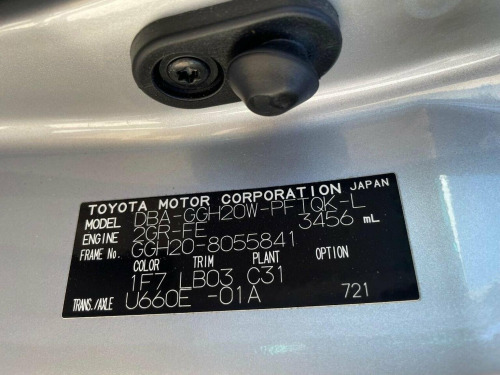 TOYOTA MOTOR CORPORATION JAPAN
MODEL DBA-GGH20W-PFTQK-L
ENGINE 2GR-FE 3456 mL
FRAME No. GGH20-8055841
COLOR TRIM PLANT OPTION
1F7 LB03 C31
TRANS./AXLE U660E -01A 721